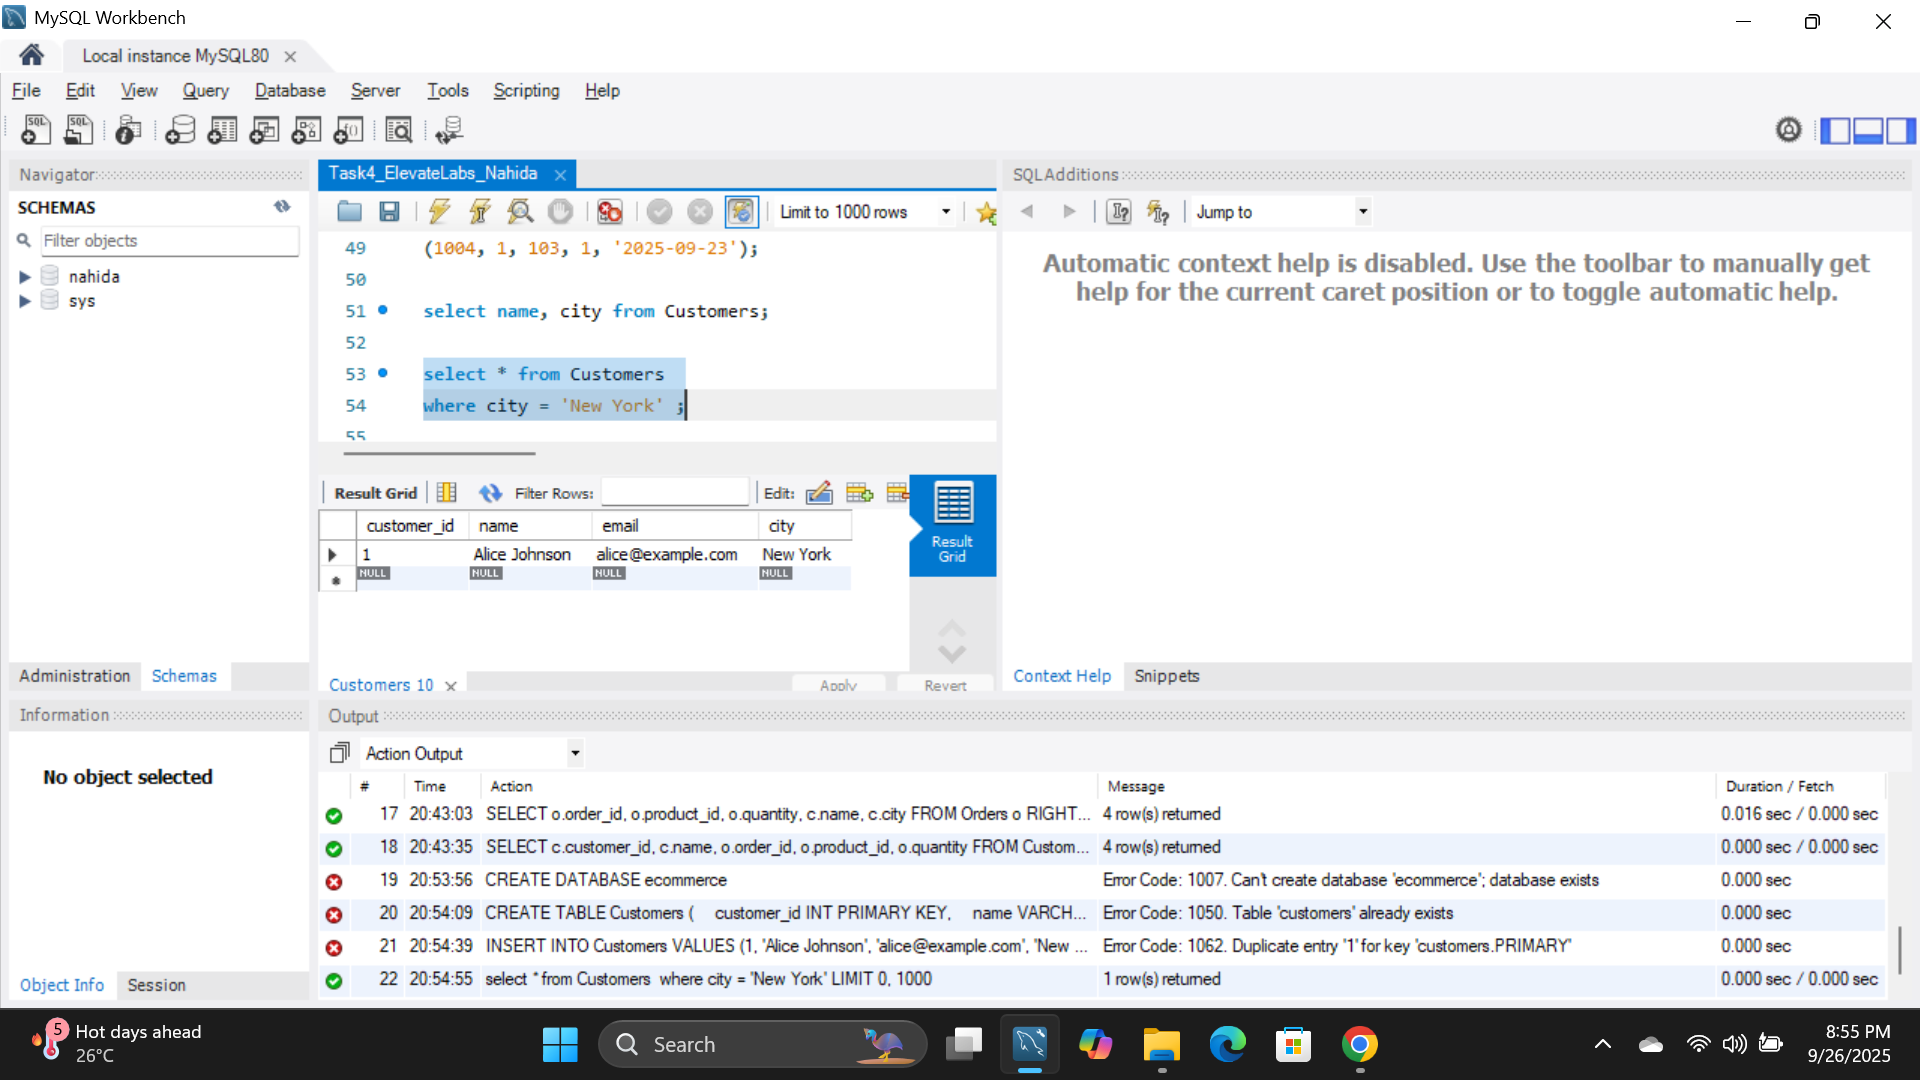 MySQL Workbench
Local instance MySQL80
File Edit View Query Database Server Tools Scripting Help
Navigator
SCHEMAS
Filter objects
nahida
sys
Administration Schemas
Information
No object selected
Object Info Session
Task4_ElevateLabs_Nahida
Limit to 1000 rows
49 (1004, 1, 103, 1, '2025-09-23');
50
51 select name, city from Customers;
52
53 select * from Customers
54 where city = 'New York' ;
55
Result Grid Filter Rows: Edit:
customer_id name email city
1 Alice Johnson alice@example.com New York
NULL NULL NULL NULL
Result
Grid
Customers 10 Apply Revert
SQLAdditions
Jump to
Automatic context help is disabled. Use the toolbar to manually get
help for the current caret position or to toggle automatic help.
Context Help Snippets
Output
Action Output
# Time Action Message Duration / Fetch
17 20:43:03 SELECT o.order_id, o.product_id, o.quantity, c.name, c.city FROM Orders o RIGHT... 4 row(s) returned 0.016 sec / 0.000 sec
18 20:43:35 SELECT c.customer_id, c.name, o.order_id, o.product_id, o.quantity FROM Custom... 4 row(s) returned 0.000 sec / 0.000 sec
19 20:53:56 CREATE DATABASE ecommerce Error Code: 1007. Can't create database 'ecommerce'; database exists 0.000 sec
20 20:54:09 CREATE TABLE Customers ( customer_id INT PRIMARY KEY, name VARCH... Error Code: 1050. Table 'customers' already exists 0.000 sec
21 20:54:39 INSERT INTO Customers VALUES (1, 'Alice Johnson', 'alice@example.com', 'New ... Error Code: 1062. Duplicate entry '1' for key 'customers.PRIMARY' 0.000 sec
22 20:54:55 select * from Customers where city = 'New York' LIMIT 0, 1000 1 row(s) returned 0.000 sec / 0.000 sec
5
Hot days ahead
26°C
Search
8:55 PM
9/26/2025